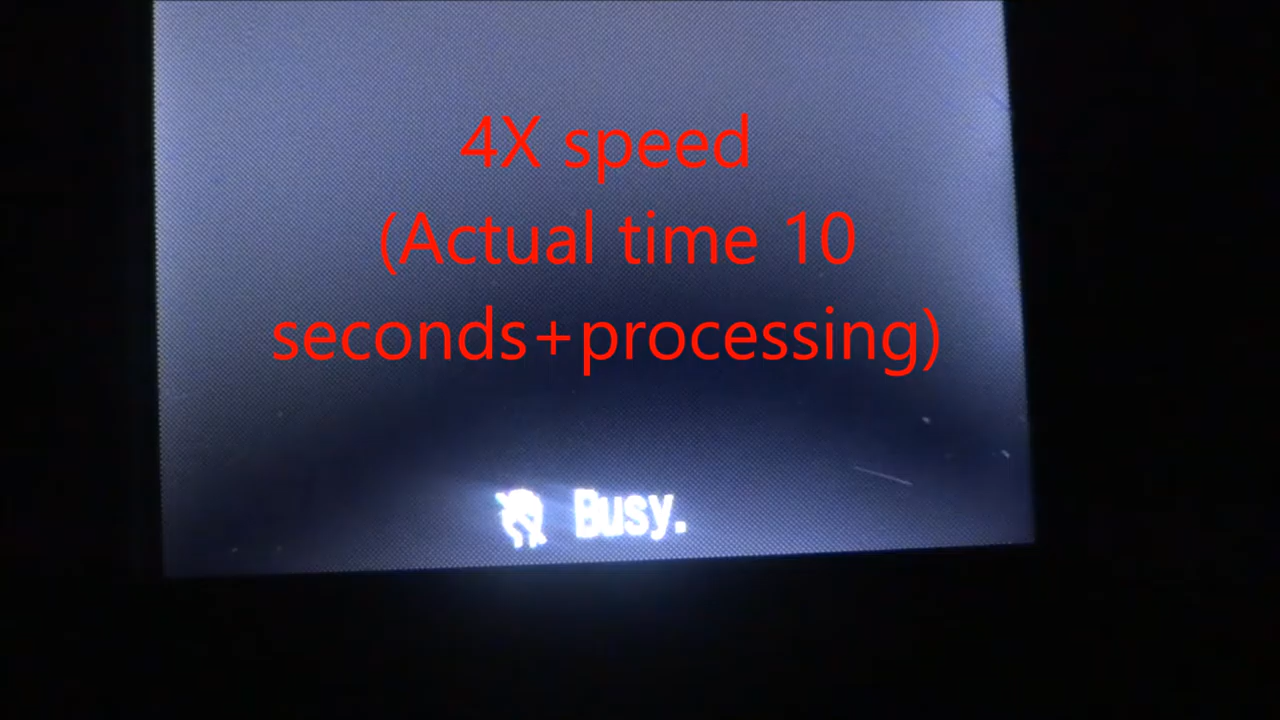 4X speed
(Actual time 10
seconds+processing)
Busy.